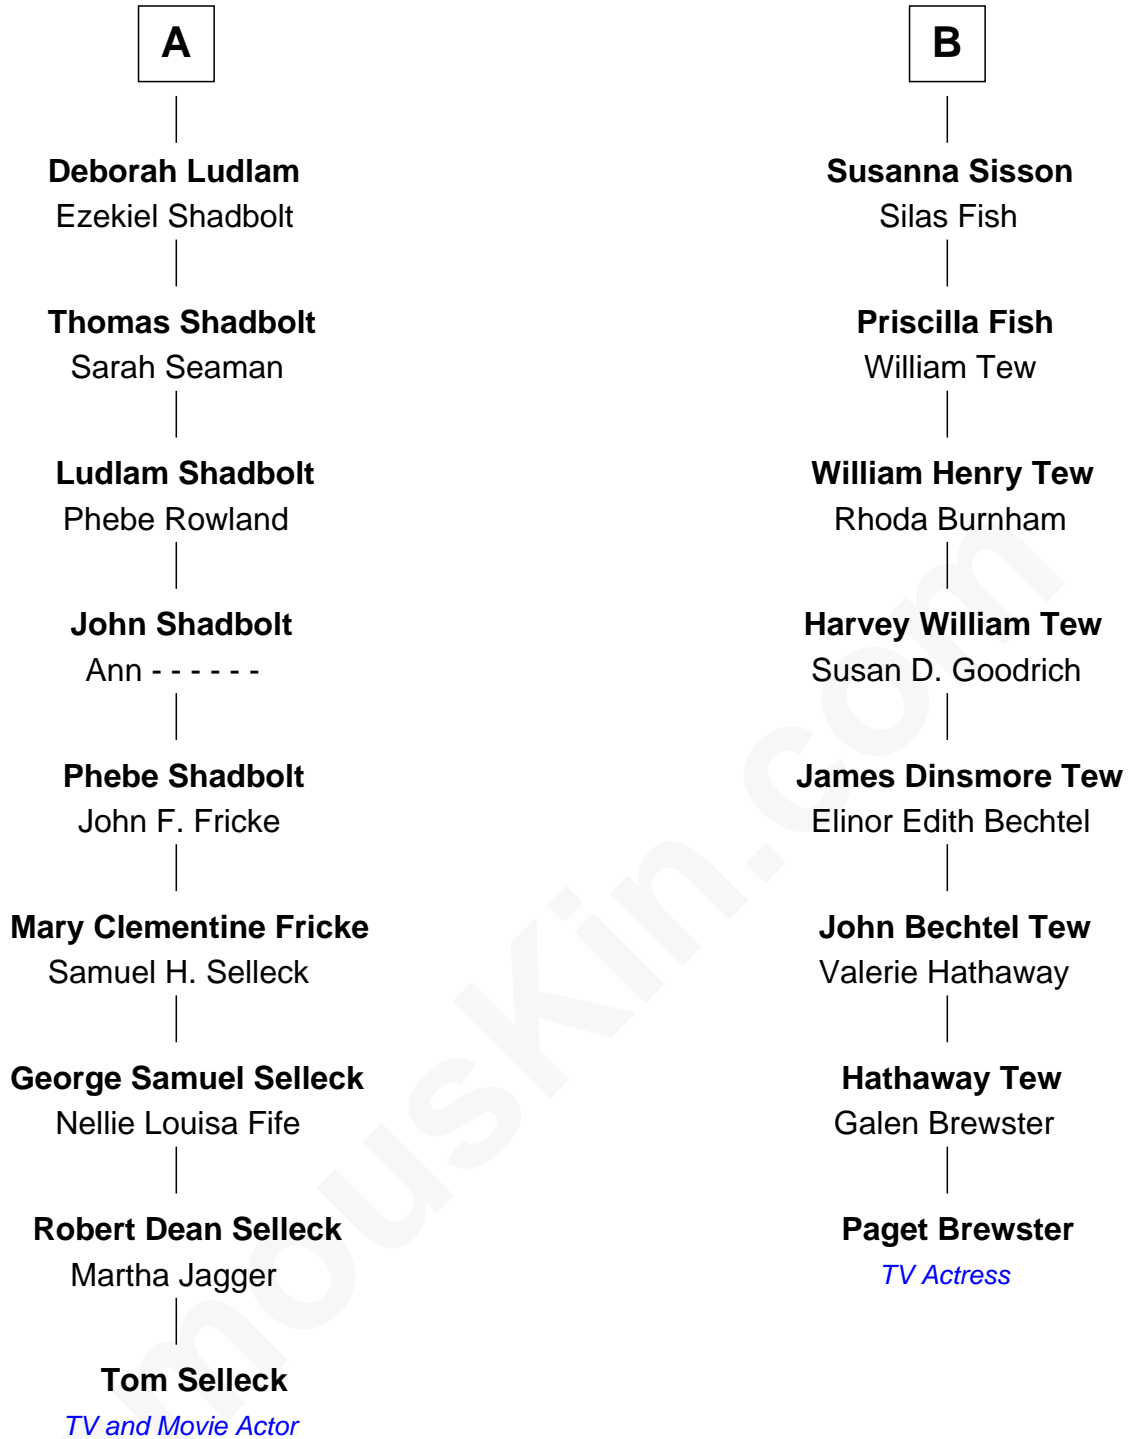 A
Deborah Ludlam
Ezekiel Shadbolt
Thomas Shadbolt
Sarah Seaman
Ludlam Shadbolt
Phebe Rowland
John Shadbolt
Ann - - - - - -
Phebe Shadbolt
John F. Fricke
Mary Clementine Fricke
Samuel H. Selleck
George Samuel Selleck
Nellie Louisa Fife
Robert Dean Selleck
Martha Jagger
Tom Selleck
TV and Movie Actor
B
Susanna Sisson
Silas Fish
Priscilla Fish
William Tew
William Henry Tew
Rhoda Burnham
Harvey William Tew
Susan D. Goodrich
James Dinsmore Tew
Elinor Edith Bechtel
John Bechtel Tew
Valerie Hathaway
Hathaway Tew
Galen Brewster
Paget Brewster
TV Actress
mousKin.com